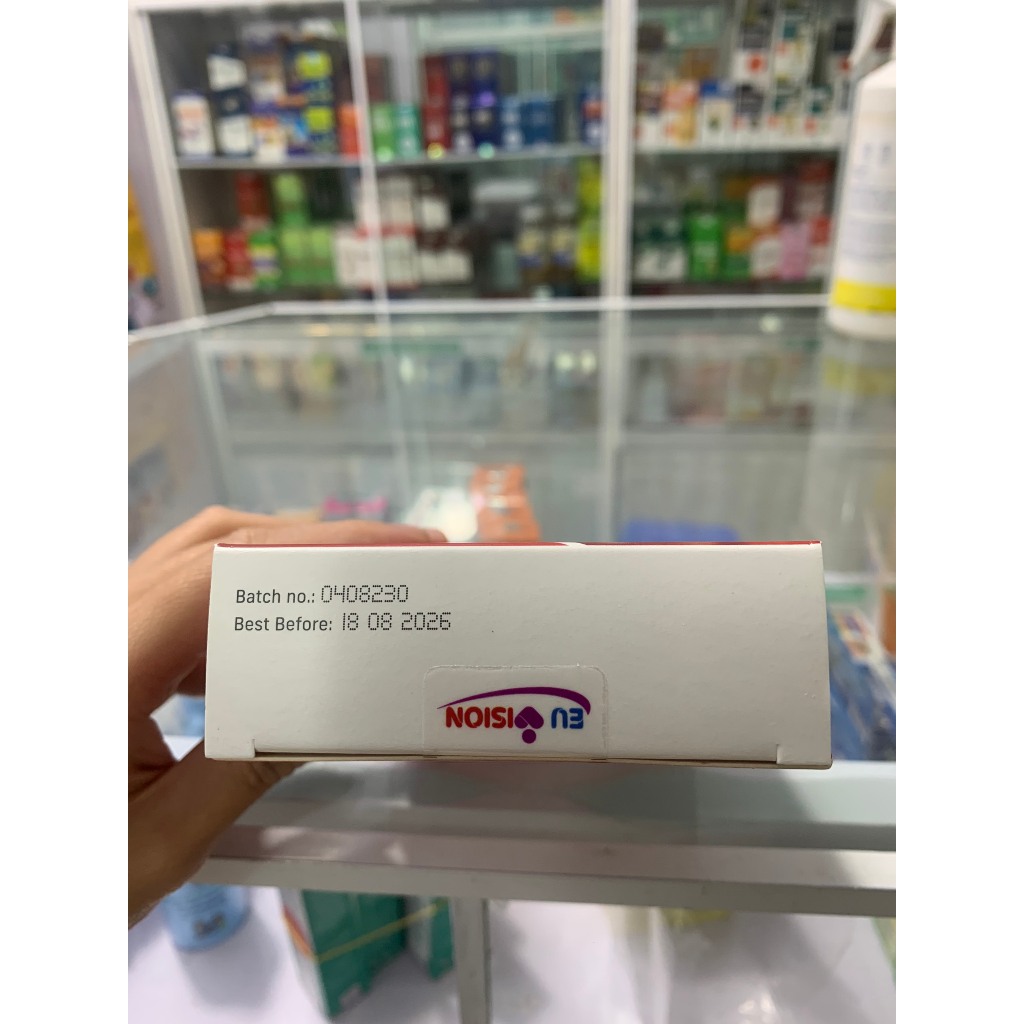 Batch no.: 0408230
Best Before: 18 08 2026
EU VISION